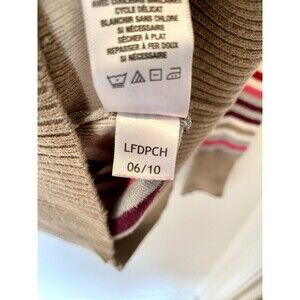 AVEC COULEURS SIMILAIRES
CYCLE DÉLICAT
BLANCHIR SANS CHLORE
SI NÉCESSAIRE
SÉCHER À PLAT
REPASSER À FER DOUX
SI NÉCESSAIRE
LFDPCH
06/10